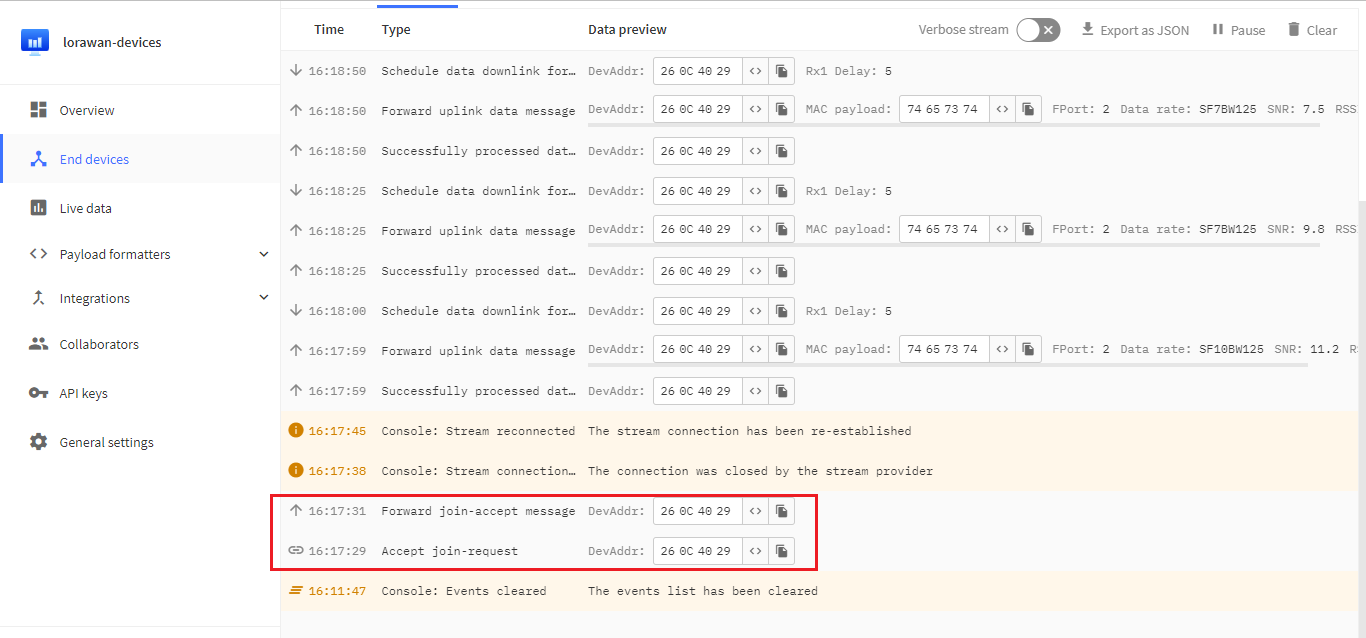 lorawan-devices
Overview
End devices
Live data
Payload formatters
Integrations
Collaborators
API keys
General settings
Time Type Data preview Verbose stream Export as JSON Pause Clear
16:18:50 Schedule data downlink for… DevAddr: 26 0C 40 29 <> Rx1 Delay: 5
16:18:50 Forward uplink data message DevAddr: 26 0C 40 29 <> MAC payload: 74 65 73 74 <> FPort: 2 Data rate: SF7BW125 SNR: 7.5 RSS
16:18:50 Successfully processed dat… DevAddr: 26 0C 40 29 <>
16:18:25 Schedule data downlink for… DevAddr: 26 0C 40 29 <> Rx1 Delay: 5
16:18:25 Forward uplink data message DevAddr: 26 0C 40 29 <> MAC payload: 74 65 73 74 <> FPort: 2 Data rate: SF7BW125 SNR: 9.8 RSS
16:18:25 Successfully processed dat… DevAddr: 26 0C 40 29 <>
16:18:00 Schedule data downlink for… DevAddr: 26 0C 40 29 <> Rx1 Delay: 5
16:17:59 Forward uplink data message DevAddr: 26 0C 40 29 <> MAC payload: 74 65 73 74 <> FPort: 2 Data rate: SF10BW125 SNR: 11.2 R
16:17:59 Successfully processed dat… DevAddr: 26 0C 40 29 <>
16:17:45 Console: Stream reconnected The stream connection has been re-established
16:17:38 Console: Stream connection… The connection was closed by the stream provider
16:17:31 Forward join-accept message DevAddr: 26 0C 40 29 <>
16:17:29 Accept join-request DevAddr: 26 0C 40 29 <>
16:11:47 Console: Events cleared The events list has been cleared